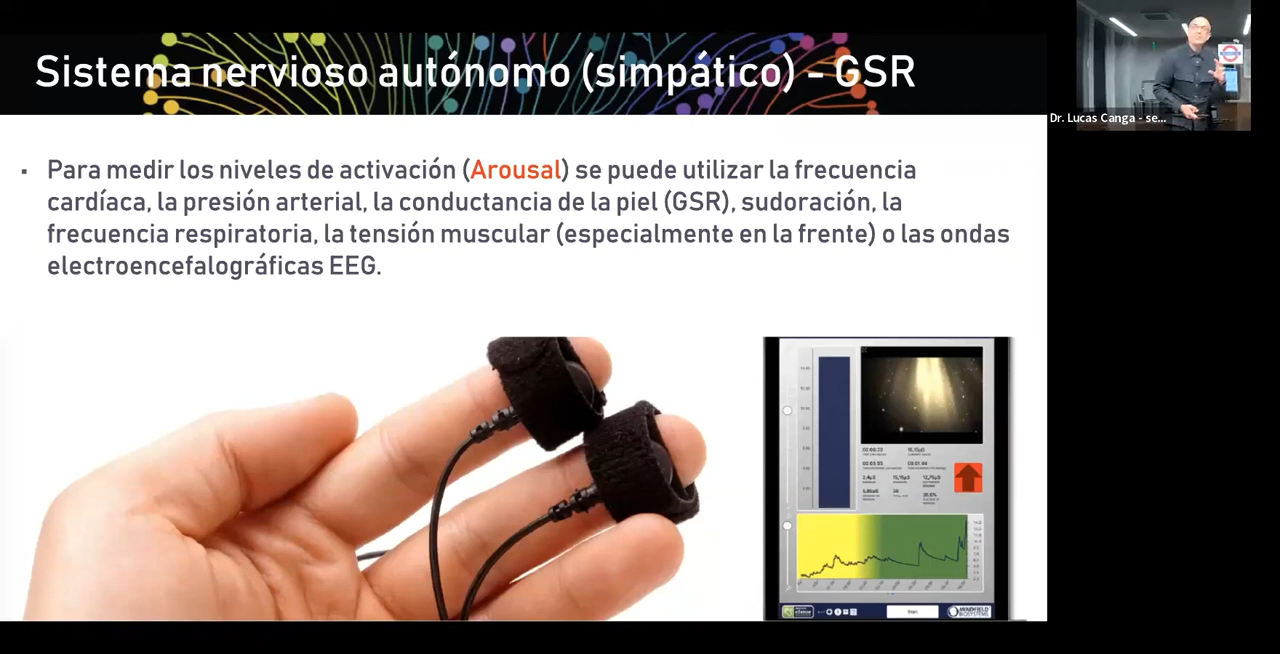 Sistema nervioso autónomo (simpático) - GSR
Dr. Lucas Canga - se...
▪ Para medir los niveles de activación (Arousal) se puede utilizar la frecuencia
cardíaca, la presión arterial, la conductancia de la piel (GSR), sudoración, la
frecuencia respiratoria, la tensión muscular (especialmente en la frente) o las ondas
electroencefalográficas EEG.
MINDFIELD
BIOSYSTEMS